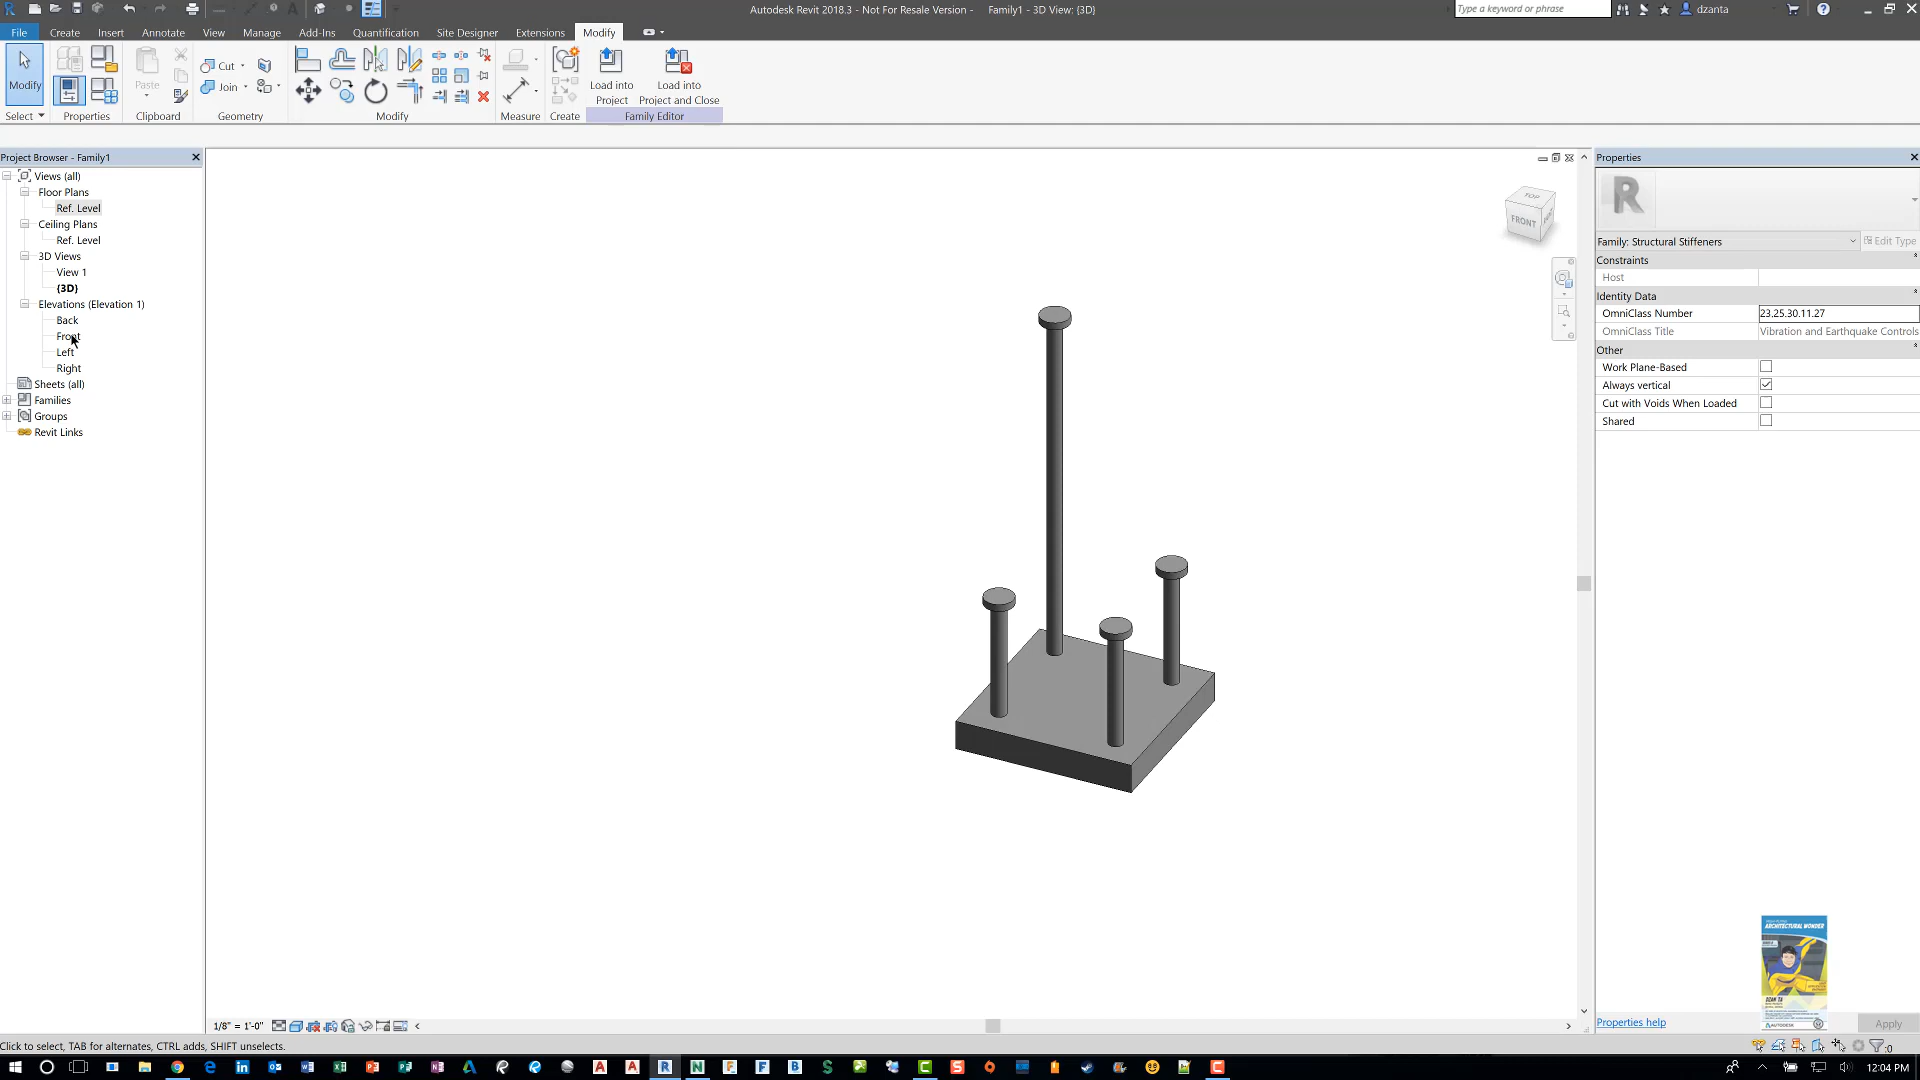 Autodesk Revit 2018.3 - Not For Resale Version - Family1 - 3D View: {3D}
Type a keyword or phrase
dzanta
File Create Insert Annotate View Manage Add-Ins Quantification Site Designer Extensions Modify
Modify
Paste
Cut
Join
Load into Project
Load into Project and Close
Select Properties Clipboard Geometry Modify Measure Create Family Editor
Project Browser - Family1
Views (all)
Floor Plans
Ref. Level
Ceiling Plans
Ref. Level
3D Views
View 1
{3D}
Elevations (Elevation 1)
Back
Front
Left
Right
Sheets (all)
Families
Groups
Revit Links
TOP
FRONT
Properties
R
Family: Structural Stiffeners
Edit Type
Constraints
Host
Identity Data
OmniClass Number 23.25.30.11.27
OmniClass Title Vibration and Earthquake Controls
Other
Work Plane-Based
Always vertical
Cut with Voids When Loaded
Shared
ARCHITECTURAL WONDER
AUTODESK
Properties help
Apply
1/8" = 1'-0"
Click to select, TAB for alternates, CTRL adds, SHIFT unselects.
:0
12:04 PM